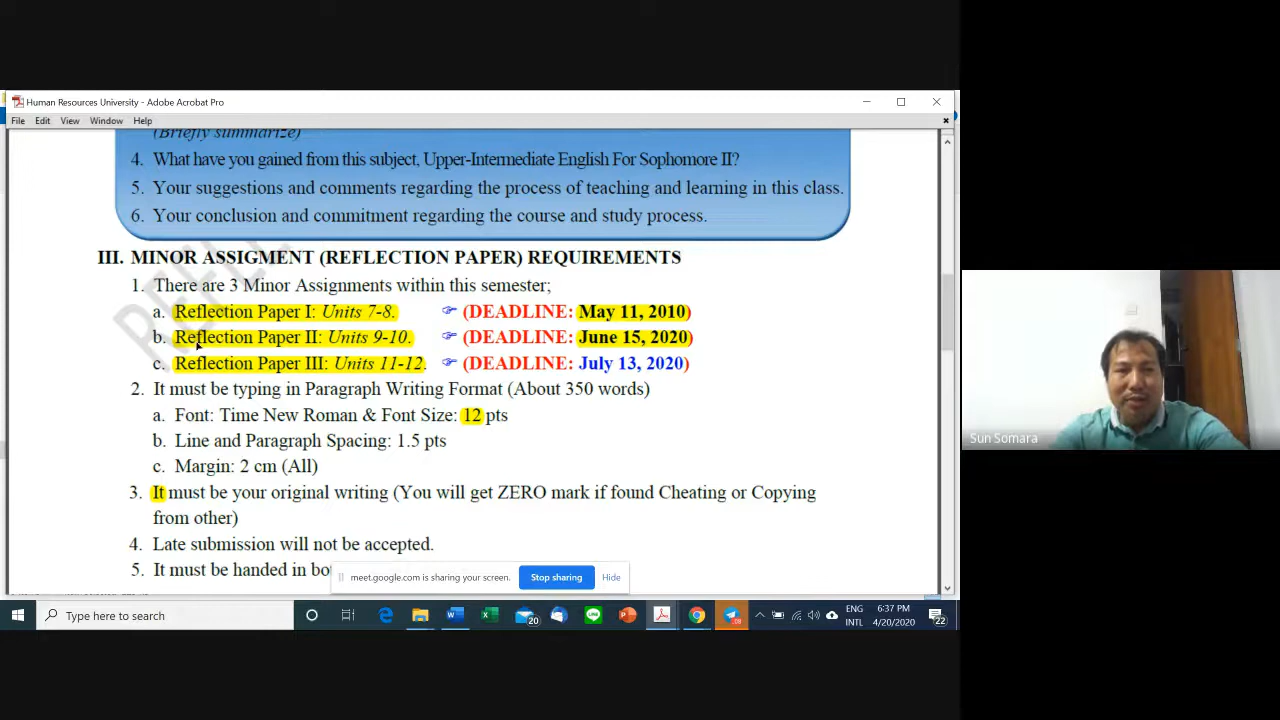 Human Resources University - Adobe Acrobat Pro
File Edit View Window Help
(Briefly summarize)
4. What have you gained from this subject, Upper-Intermediate English For Sophomore II?
5. Your suggestions and comments regarding the process of teaching and learning in this class.
6. Your conclusion and commitment regarding the course and study process.
III. MINOR ASSIGMENT (REFLECTION PAPER) REQUIREMENTS
1. There are 3 Minor Assignments within this semester;
a. Reflection Paper I: Units 7-8. ☞ (DEADLINE: May 11, 2010)
b. Reflection Paper II: Units 9-10. ☞ (DEADLINE: June 15, 2020)
c. Reflection Paper III: Units 11-12. ☞ (DEADLINE: July 13, 2020)
2. It must be typing in Paragraph Writing Format (About 350 words)
a. Font: Time New Roman & Font Size: 12 pts
b. Line and Paragraph Spacing: 1.5 pts
c. Margin: 2 cm (All)
3. It must be your original writing (You will get ZERO mark if found Cheating or Copying
from other)
4. Late submission will not be accepted.
5. It must be handed in
meet.google.com is sharing your screen. Stop sharing Hide
Sun Somara
Type here to search
20
ENG
INTL
6:37 PM
4/20/2020
22